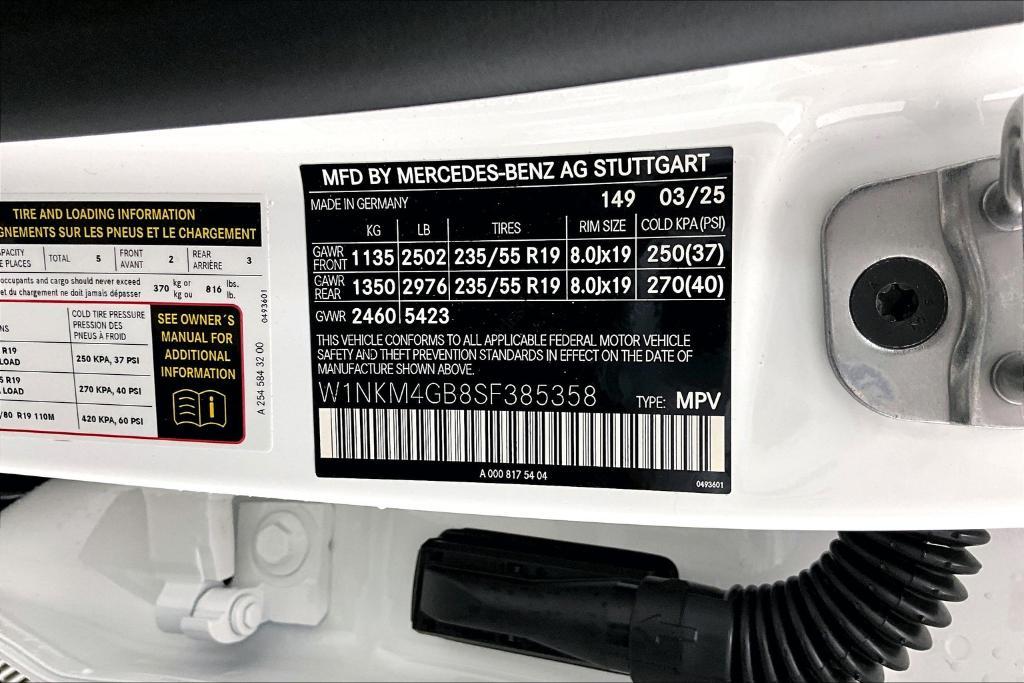 TIRE AND LOADING INFORMATION
GNEMENTS SUR LES PNEUS ET LE CHARGEMENT
PACITY TOTAL 5 FRONT 2 REAR 3
PLACES AVANT ARRIÈRE
occupants and cargo should never exceed 370 kg or 816 lbs.
et du chargement ne doit jamais dépasser kg ou lb.
COLD TIRE PRESSURE
PRESSION DES
PNEUS À FROID
R19
LOAD
250 KPA, 37 PSI
R19
LOAD
270 KPA, 40 PSI
/80 R19 110M
420 KPA, 60 PSI
SEE OWNER´S
MANUAL FOR
ADDITIONAL
INFORMATION
i
A 254 584 32 00
0493601
MFD BY MERCEDES-BENZ AG STUTTGART
MADE IN GERMANY 149 03/25
KG LB TIRES RIM SIZE COLD KPA(PSI)
GAWR FRONT 1135 2502 235/55 R19 8.0Jx19 250(37)
GAWR REAR 1350 2976 235/55 R19 8.0Jx19 270(40)
GVWR 2460 5423
THIS VEHICLE CONFORMS TO ALL APPLICABLE FEDERAL MOTOR VEHICLE
SAFETY AND THEFT PREVENTION STANDARDS IN EFFECT ON THE DATE OF
MANUFACTURE SHOWN ABOVE.
W1NKM4GB8SF385358 TYPE: MPV
A 000 817 54 04
0493601